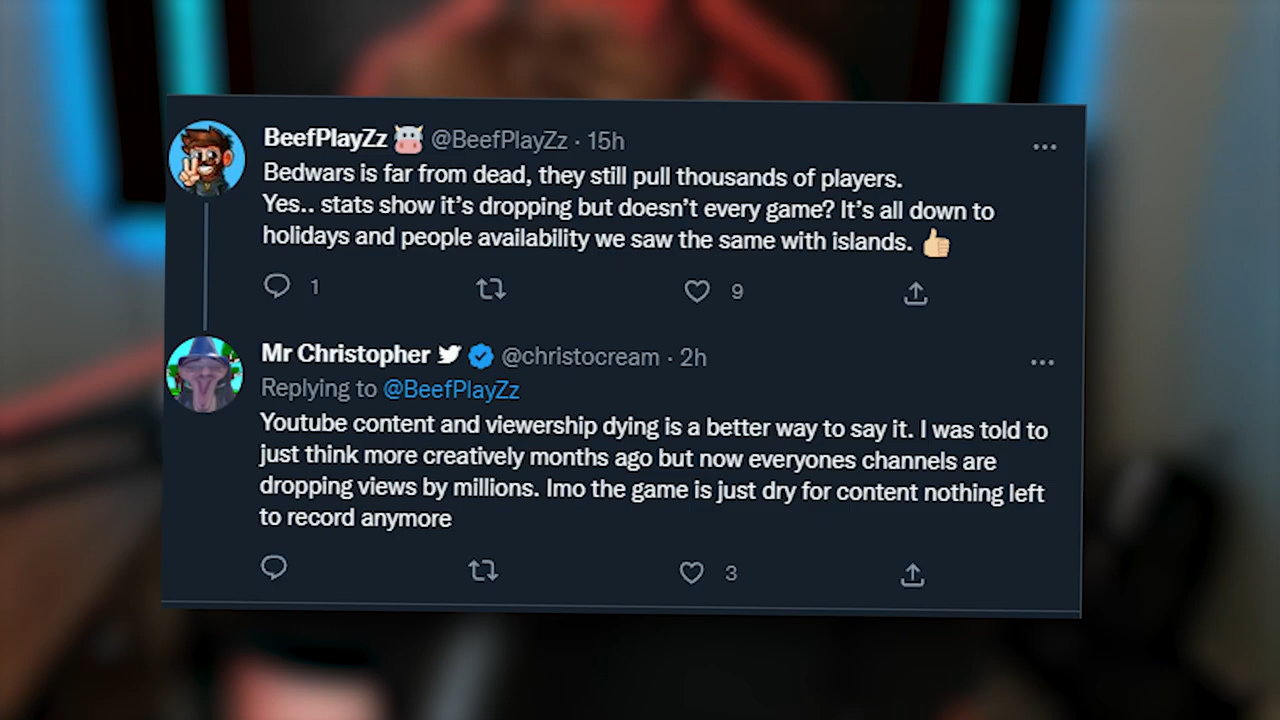 BeefPlayZz 🐮 @BeefPlayZz · 15h
Bedwars is far from dead, they still pull thousands of players.
Yes.. stats show it's dropping but doesn't every game? It's all down to
holidays and people availability we saw the same with islands. 👍🏼
1 9
Mr Christopher @christocream · 2h
Replying to @BeefPlayZz
Youtube content and viewership dying is a better way to say it. I was told to
just think more creatively months ago but now everyones channels are
dropping views by millions. Imo the game is just dry for content nothing left
to record anymore
3